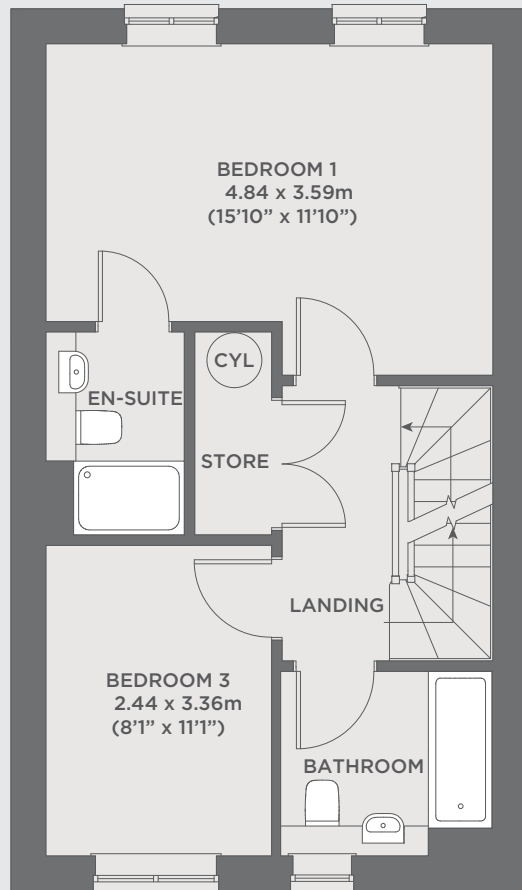 BEDROOM 1
4.84 x 3.59m
(15’10” x 11’10”)
CYL
EN-SUITE
STORE
LANDING
BEDROOM 3
2.44 x 3.36m
(8’1” x 11’1”)
BATHROOM